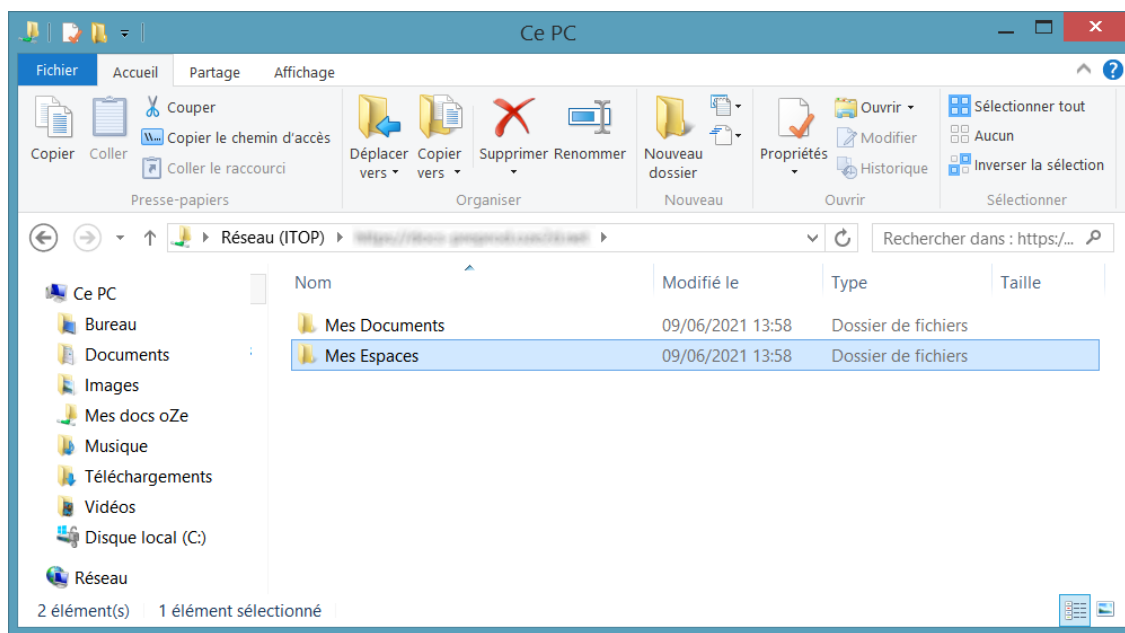 Ce PC
Fichier Accueil Partage Affichage
Copier
Coller
Couper
Copier le chemin d'accès
Coller le raccourci
Presse-papiers
Déplacer vers
Copier vers
Supprimer
Renommer
Organiser
Nouveau dossier
Nouveau
Propriétés
Ouvrir
Modifier
Historique
Ouvrir
Sélectionner tout
Aucun
Inverser la sélection
Sélectionner
Réseau (ITOP)
Rechercher dans : https:/...
Ce PC
Bureau
Documents
Images
Mes docs oZe
Musique
Téléchargements
Vidéos
Disque local (C:)
Réseau
Nom Modifié le Type Taille
Mes Documents 09/06/2021 13:58 Dossier de fichiers
Mes Espaces 09/06/2021 13:58 Dossier de fichiers
2 élément(s) 1 élément sélectionné